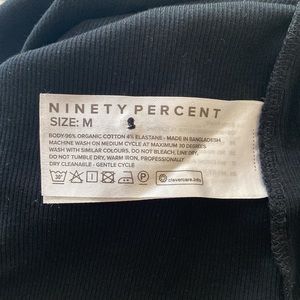 NINETY PERCENT
SIZE: M
BODY:96% ORGANIC COTTON 4% ELASTANE - MADE IN BANGLADESH
MACHINE WASH ON MEDIUM CYCLE AT MAXIMUM 30 DEGREES
WASH WITH SIMILAR COLOURS, DO NOT BLEACH, LINE DRY,
DO NOT TUMBLE DRY, WARM IRON, PROFESSIONALLY
DRY CLEANABLE - GENTLE CYCLE
P
clevercare.info